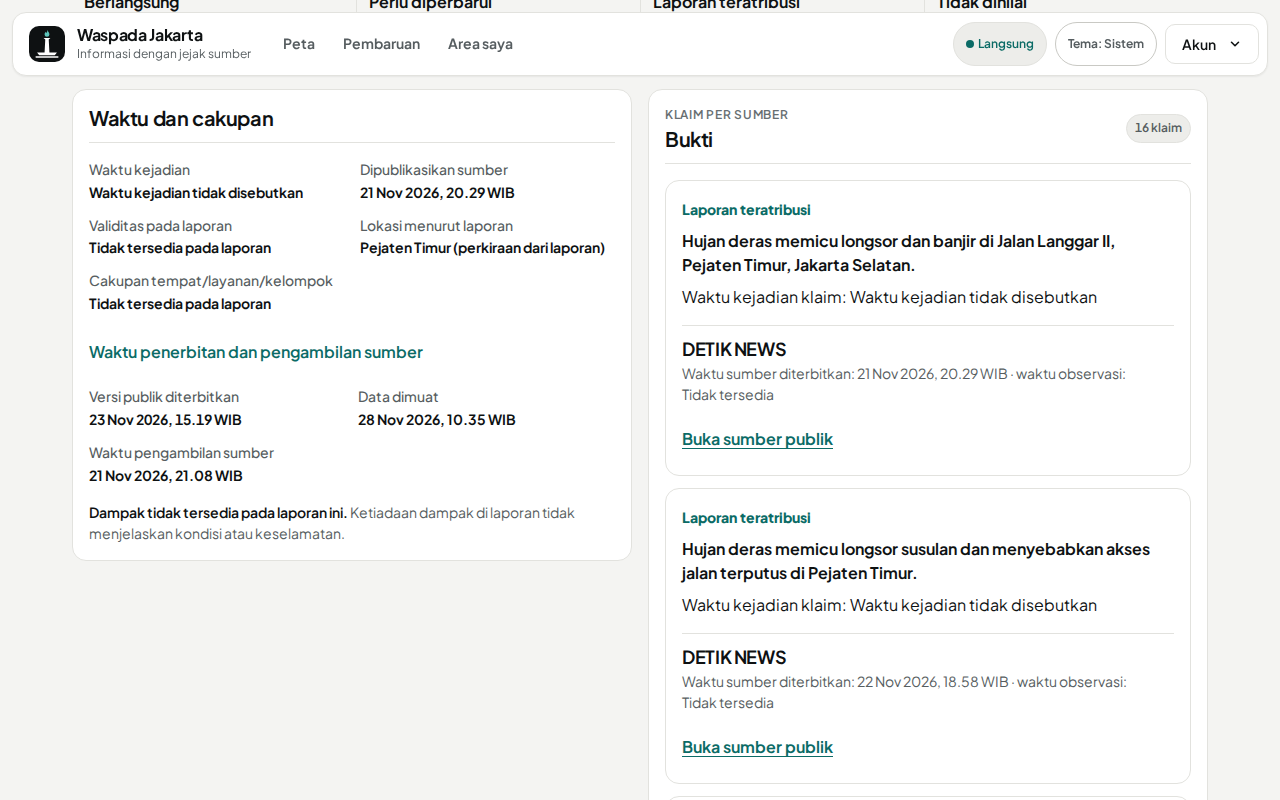 Berlangsung
Perlu diperbarui
Laporan teratribusi
Tidak dinilai
Waspada Jakarta
Informasi dengan jejak sumber
Peta
Pembaruan
Area saya
Langsung
Tema: Sistem
Akun
Waktu dan cakupan
Waktu kejadian
Waktu kejadian tidak disebutkan
Dipublikasikan sumber
21 Nov 2026, 20.29 WIB
Validitas pada laporan
Tidak tersedia pada laporan
Lokasi menurut laporan
Pejaten Timur (perkiraan dari laporan)
Cakupan tempat/layanan/kelompok
Tidak tersedia pada laporan
Waktu penerbitan dan pengambilan sumber
Versi publik diterbitkan
23 Nov 2026, 15.19 WIB
Data dimuat
28 Nov 2026, 10.35 WIB
Waktu pengambilan sumber
21 Nov 2026, 21.08 WIB
Dampak tidak tersedia pada laporan ini. Ketiadaan dampak di laporan tidak
menjelaskan kondisi atau keselamatan.
KLAIM PER SUMBER
Bukti
16 klaim
Laporan teratribusi
Hujan deras memicu longsor dan banjir di Jalan Langgar II,
Pejaten Timur, Jakarta Selatan.
Waktu kejadian klaim: Waktu kejadian tidak disebutkan
DETIK NEWS
Waktu sumber diterbitkan: 21 Nov 2026, 20.29 WIB · waktu observasi:
Tidak tersedia
Buka sumber publik
Laporan teratribusi
Hujan deras memicu longsor susulan dan menyebabkan akses
jalan terputus di Pejaten Timur.
Waktu kejadian klaim: Waktu kejadian tidak disebutkan
DETIK NEWS
Waktu sumber diterbitkan: 22 Nov 2026, 18.58 WIB · waktu observasi:
Tidak tersedia
Buka sumber publik